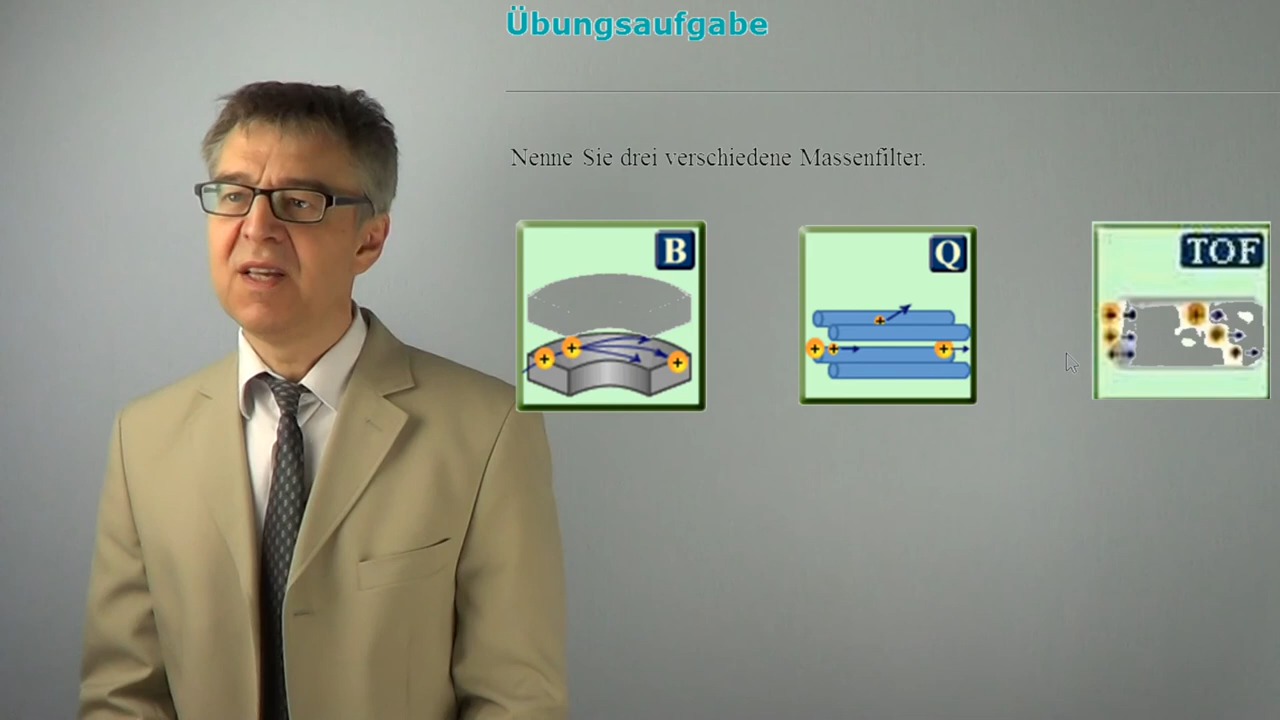 Übungsaufgabe
Nenne Sie drei verschiedene Massenfilter.
B
Q
TOF